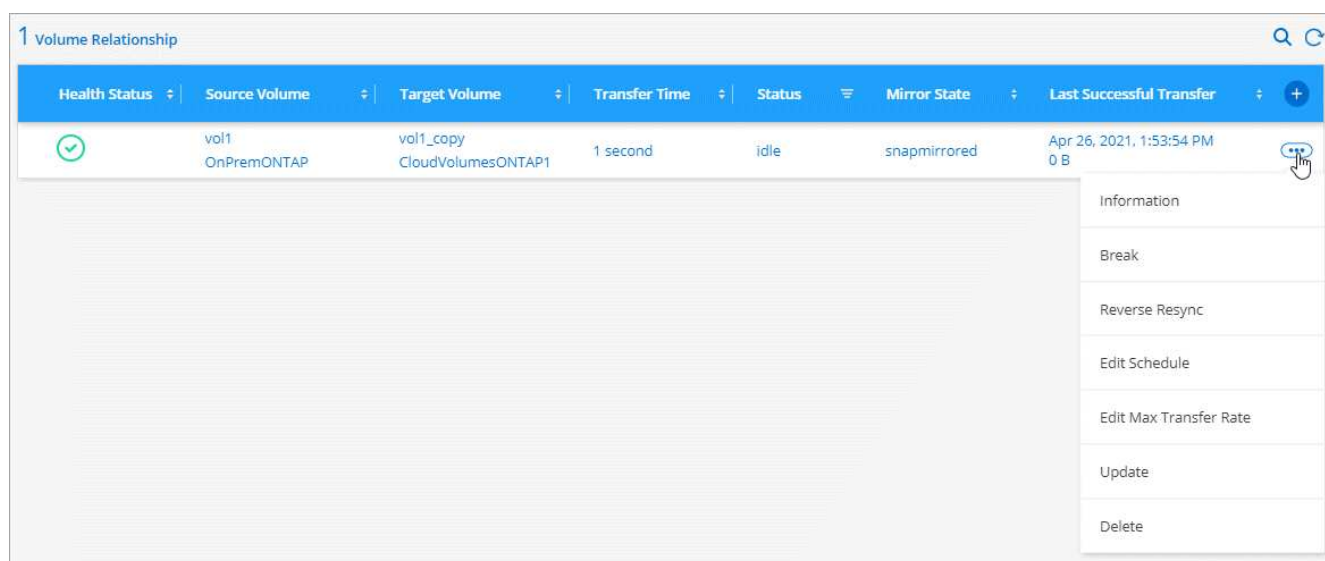 1 Volume Relationship
Health Status Source Volume Target Volume Transfer Time Status Mirror State Last Successful Transfer
vol1 vol1_copy 1 second idle snapmirrored Apr 26, 2021, 1:53:54 PM
OnPremONTAP CloudVolumesONTAP1 0 B
Information
Break
Reverse Resync
Edit Schedule
Edit Max Transfer Rate
Update
Delete